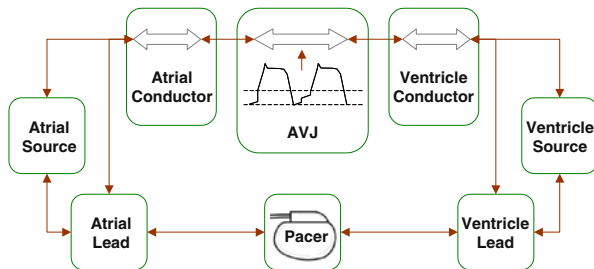 Atrial
Conductor
AVJ
Ventricle
Conductor
Atrial
Source
Ventricle
Source
Atrial
Lead
Pacer
Ventricle
Lead